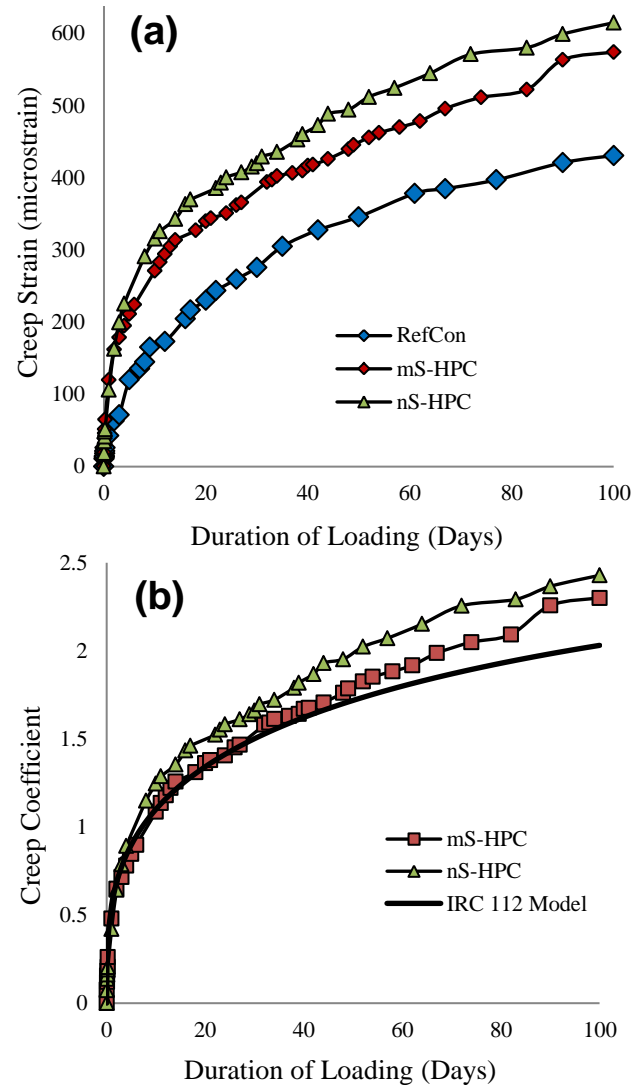 (a)
Creep Strain (microstrain)
600
500
400
300
200
100
0
RefCon
mS-HPC
nS-HPC
0 20 40 60 80 100
Duration of Loading (Days)
(b)
Creep Coefficient
2.5
2
1.5
1
0.5
0
mS-HPC
nS-HPC
IRC 112 Model
0 20 40 60 80 100
Duration of Loading (Days)